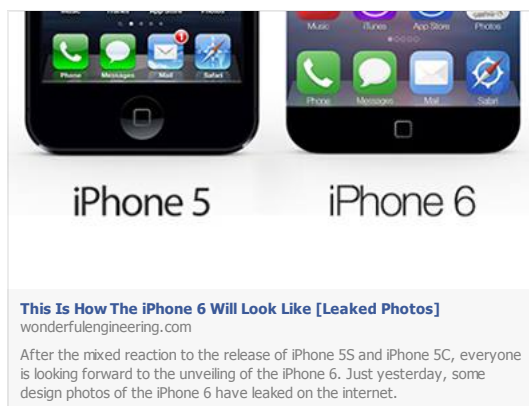 Music iTunes App Store Photos
Phone Messages Mail 1 Safari
Phone Messages Mail Safari
iPhone 5 iPhone 6
This Is How The iPhone 6 Will Look Like [Leaked Photos]
wonderfulengineering.com
After the mixed reaction to the release of iPhone 5S and iPhone 5C, everyone
is looking forward to the unveiling of the iPhone 6. Just yesterday, some
design photos of the iPhone 6 have leaked on the internet.